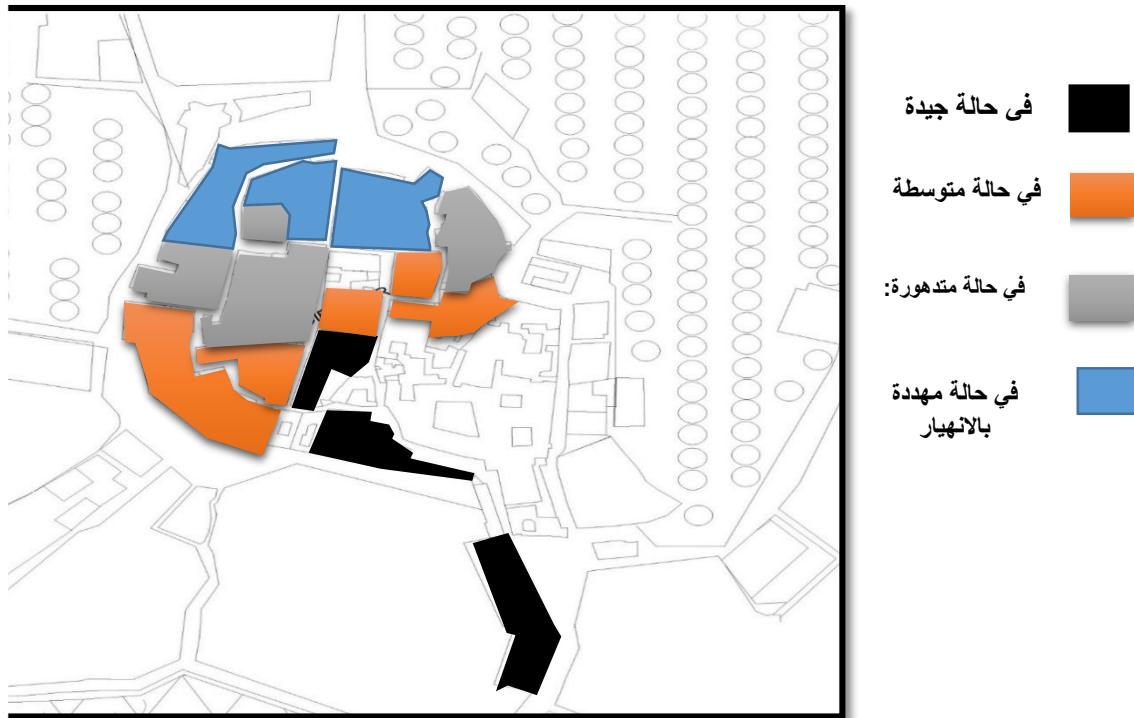 فى حالة جيدة
في حالة متوسطة
في حالة متدهورة:
في حالة مهددة
بالانهيار